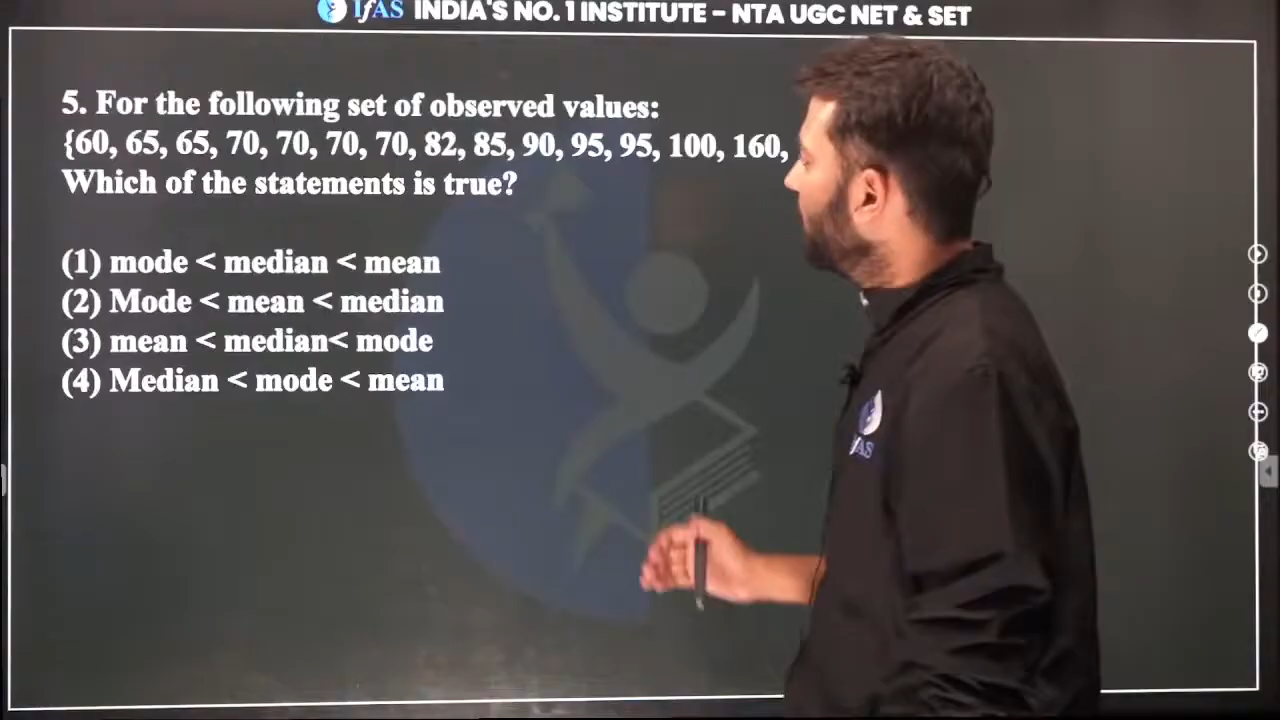 IfAS INDIA'S NO. 1 INSTITUTE – NTA UGC NET & SET
5. For the following set of observed values:
{60, 65, 65, 70, 70, 70, 70, 82, 85, 90, 95, 95, 100, 160,
Which of the statements is true?
(1) mode < median < mean
(2) Mode < mean < median
(3) mean < median< mode
(4) Median < mode < mean
IfAS